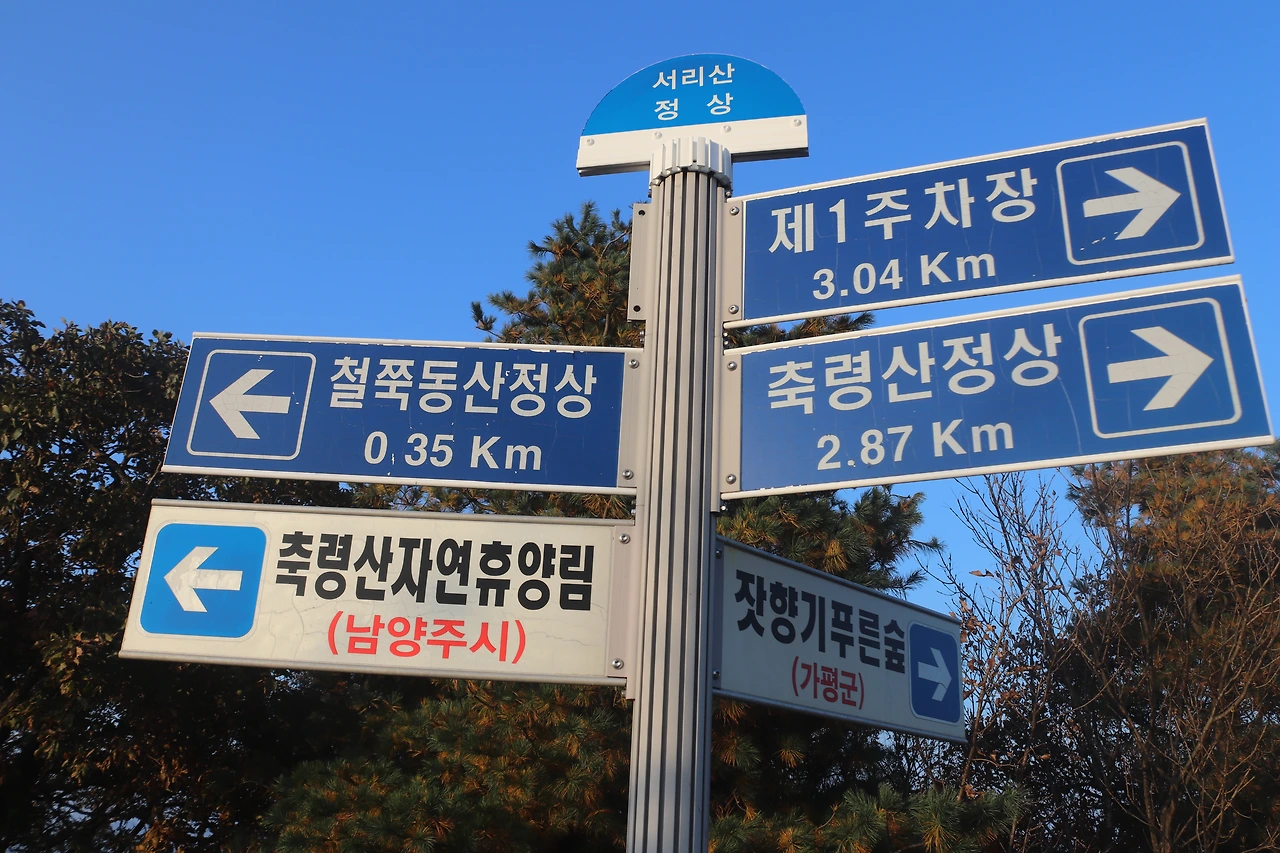 서리산
정 상
제1주차장
3.04 Km
축령산정상
2.87 Km
철쭉동산정상
0.35 Km
축령산자연휴양림
(남양주시)
잣향기푸른숲
(가평군)